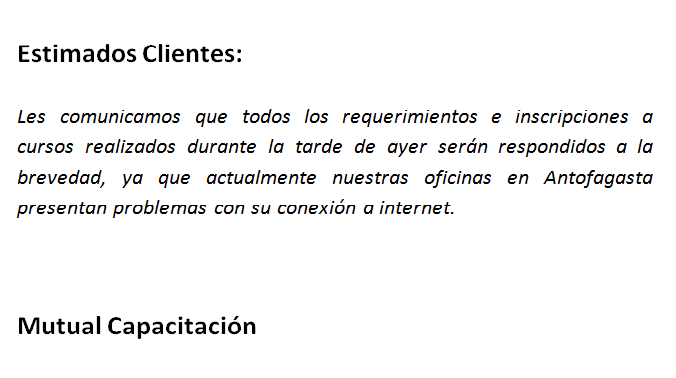 Estimados Clientes:
Les comunicamos que todos los requerimientos e inscripciones a
cursos realizados durante la tarde de ayer serán respondidos a la
brevedad, ya que actualmente nuestras oficinas en Antofagasta
presentan problemas con su conexión a internet.
Mutual Capacitación